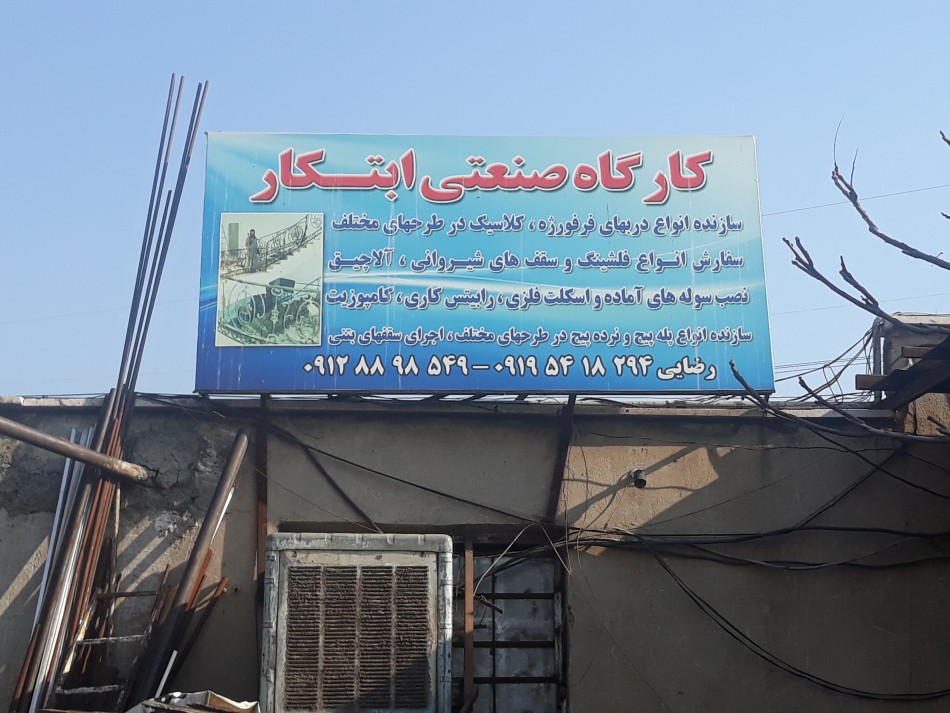 کارگاه صنعتی ابتکار
سازنده انواع دربهای فرفورژه ، کلاسیک در طرحهای مختلف
سفارش انواع فلشینگ و سقف های شیروانی ، آلاچیق
نصب سوله های آماده و اسکلت فلزی ، رابیتس کاری ، کامپوزیت
سازنده انواع پله پیچ و نرده پیچ در طرحهای مختلف ، اجرای سقفهای بتنی
رضایی ۲۹۴ ۱۸ ۵۴ ۰۹۱۹ – ۵۴۹ ۹۸ ۸۸ ۰۹۱۲